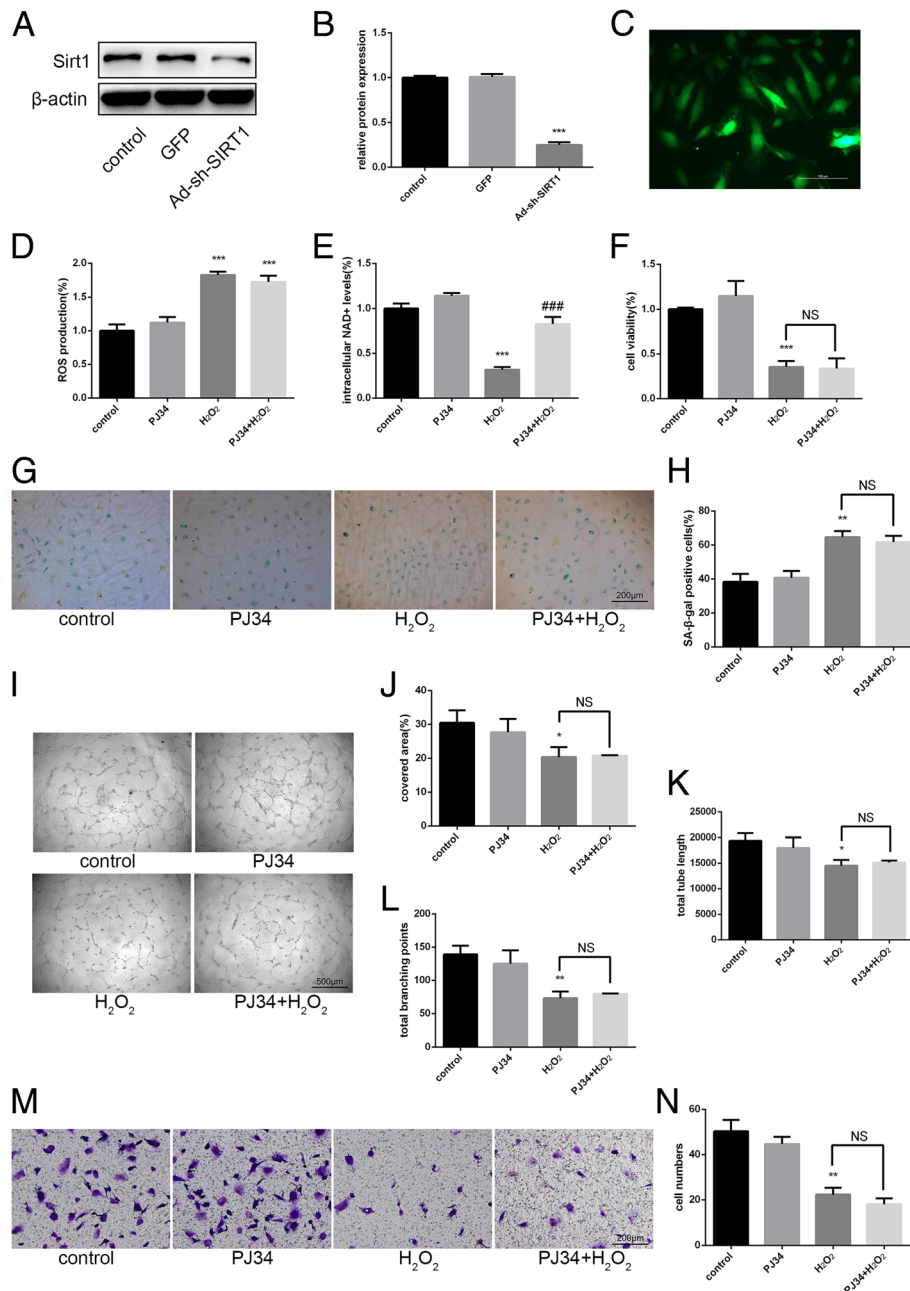 A
Sirt1
β-actin
control
GFP
Ad-sh-SIRT1
B
relative protein expression
1.5
1.0
0.5
0.0
***
control
GFP
Ad-sh-SIRT1
C
D
ROS production(%)
2.0
1.5
1.0
0.5
0.0
***
***
control
PJ34
H₂O₂
PJ34+H₂O₂
E
intracellular NAD+ levels(%)
1.5
1.0
0.5
0.0
***
###
control
PJ34
H₂O₂
PJ34+H₂O₂
F
cell viability(%)
1.5
1.0
0.5
0.0
***
NS
control
PJ34
H₂O₂
PJ34+H₂O₂
G
200μm
control
PJ34
H₂O₂
PJ34+H₂O₂
H
SA-β-gal positive cells(%)
80
60
40
20
0
**
NS
control
PJ34
H₂O₂
PJ34+H₂O₂
I
control
PJ34
500μm
H₂O₂
PJ34+H₂O₂
J
covered area(%)
40
30
20
10
0
*
NS
control
PJ34
H₂O₂
PJ34+H₂O₂
K
total tube length
25000
20000
15000
10000
5000
0
*
NS
control
PJ34
H₂O₂
PJ34+H₂O₂
L
total branching points
200
150
100
50
0
**
NS
control
PJ34
H₂O₂
PJ34+H₂O₂
M
200μm
control
PJ34
H₂O₂
PJ34+H₂O₂
N
cell numbers
60
40
20
0
**
NS
control
PJ34
H₂O₂
PJ34+H₂O₂